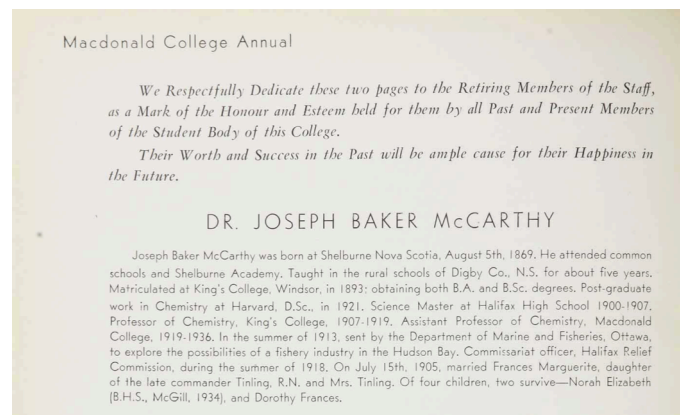 Macdonald College Annual
We Respectfully Dedicate these two pages to the Retiring Members of the Staff,
as a Mark of the Honour and Esteem held for them by all Past and Present Members
of the Student Body of this College.
Their Worth and Success in the Past will be ample cause for their Happiness in
the Future.
DR. JOSEPH BAKER McCARTHY
Joseph Baker McCarthy was born at Shelburne Nova Scotia, August 5th, 1869. He attended common
schools and Shelburne Academy. Taught in the rural schools of Digby Co., N.S. for about five years.
Matriculated at King's College, Windsor, in 1893: obtaining both B.A. and B.Sc. degrees. Post-graduate
work in Chemistry at Harvard, D.Sc., in 1921. Science Master at Halifax High School 1900-1907.
Professor of Chemistry, King's College, 1907-1919. Assistant Professor of Chemistry, Macdonald
College, 1919-1936. In the summer of 1913, sent by the Department of Marine and Fisheries, Ottawa,
to explore the possibilities of a fishery industry in the Hudson Bay. Commissariat officer, Halifax Relief
Commission, during the summer of 1918. On July 15th, 1905, married Frances Marguerite, daughter
of the late commander Tinling, R.N. and Mrs. Tinling. Of four children, two survive—Norah Elizabeth
(B.H.S., McGill, 1934), and Dorothy Frances.